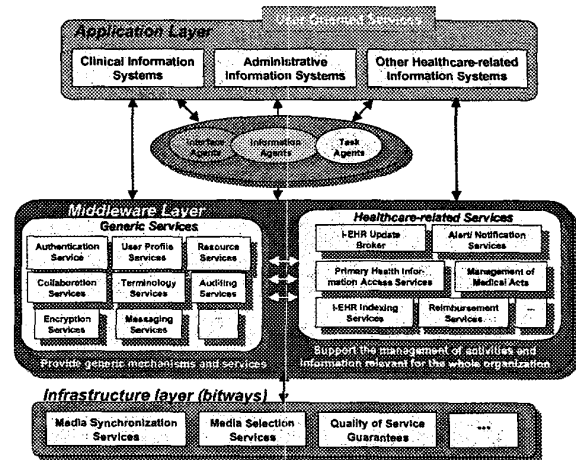 User Oriented Services
Application Layer
Clinical Information
Systems
Administrative
Information Systems
Other Healthcare-related
Information Systems
Interface
Agents
Information
Agents
Task
Agents
Middleware Layer
Generic Services
Authentication
Service
User Profile
Services
Resource
Services
Collaboration
Services
Terminology
Services
Auditing
Services
Encryption
Services
Messaging
Services
...
Provide generic mechanisms and services
Healthcare-related Services
I-EHR Update
Broker
Alert/ Notification
Services
Primary Health Infor-
mation Access Services
Management of
Medical Acts
I-EHR Indexing
Services
Reimbursement
Services
...
Support the management of activities and
information relevant for the whole organization
Infrastructure layer (bitways)
Media Synchronization
Services
Media Selection
Services
Quality of Service
Guarantees
...